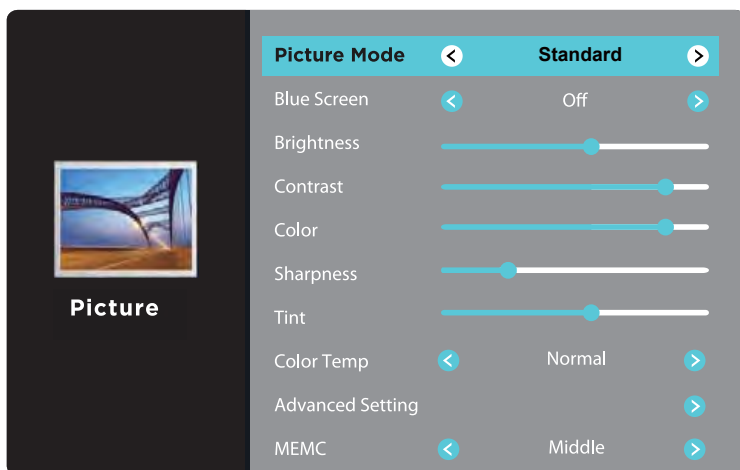 Picture
Picture Mode < Standard >
Blue Screen < Off >
Brightness
Contrast
Color
Sharpness
Tint
Color Temp < Normal >
Advanced Setting >
MEMC < Middle >